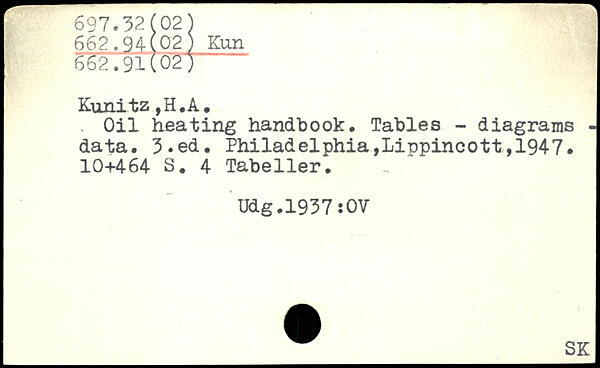 697.32(02)
662.94(02) Kun
662.91(02)
Kunitz,H.A.
Oil heating handbook. Tables - diagrams -
data. 3.ed. Philadelphia,Lippincott,1947.
10+464 S. 4 Tabeller.
Udg.1937:OV
SK